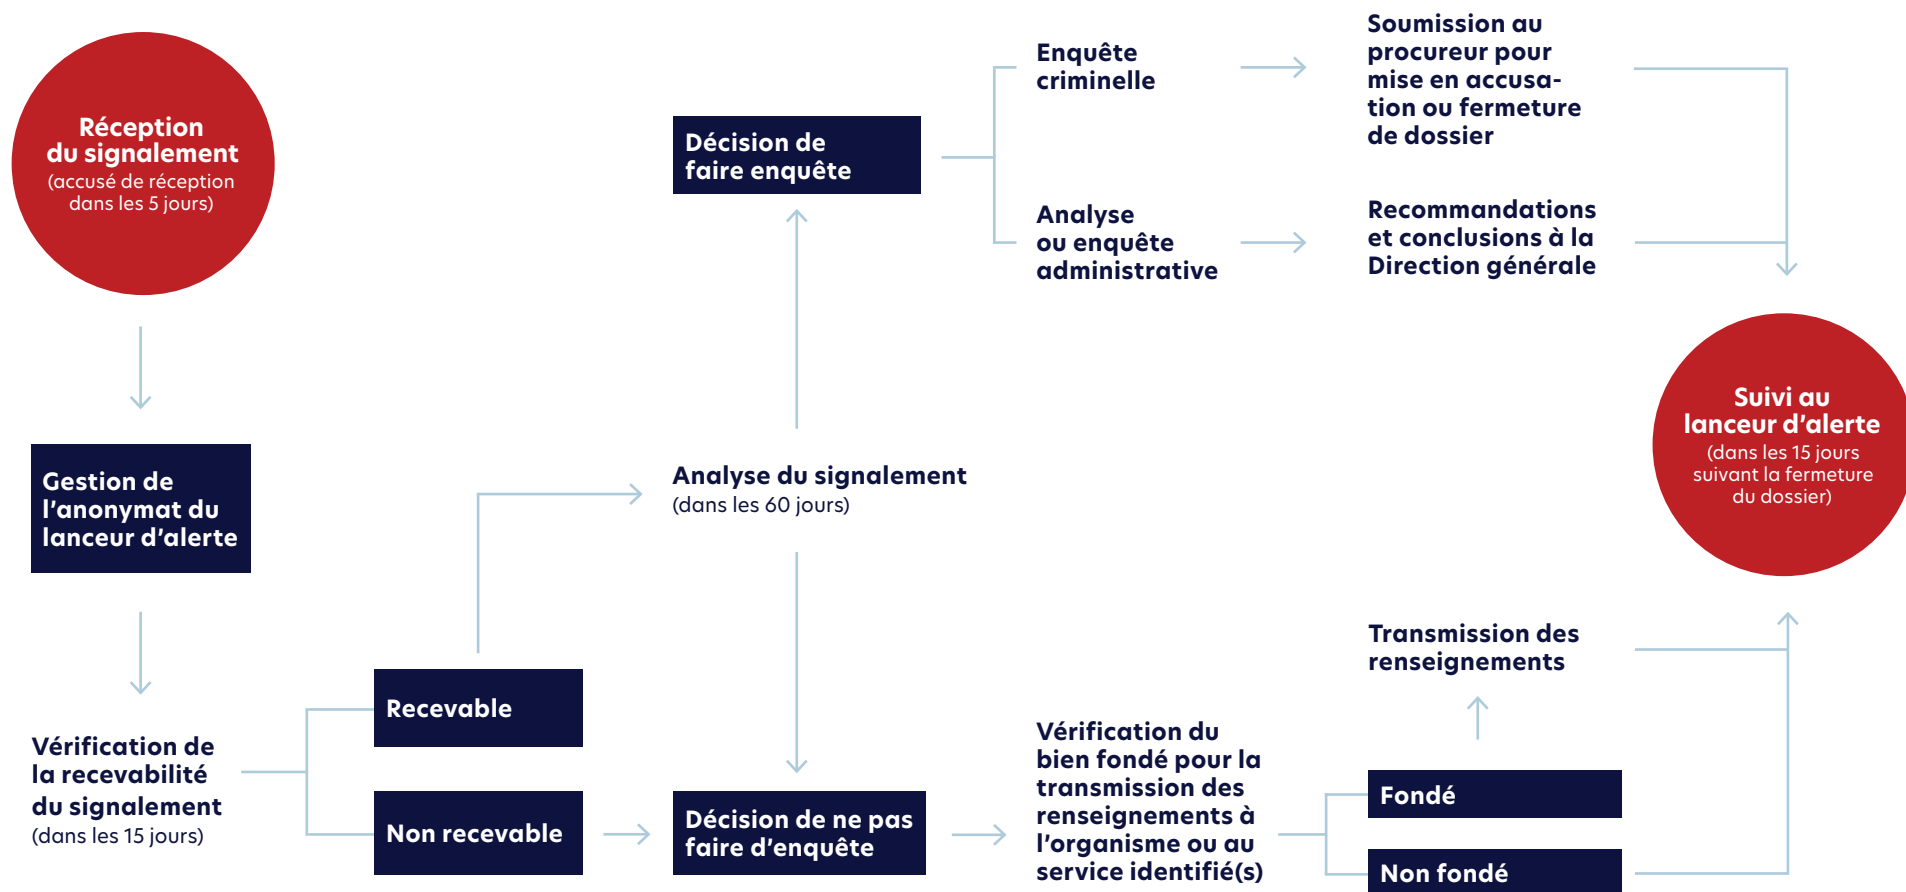 Réception
du signalement
(accusé de réception
dans les 5 jours)
Gestion de
l'anonymat du
lanceur d'alerte
Vérification de
la recevabilité
du signalement
(dans les 15 jours)
Recevable
Non recevable
Analyse du signalement
(dans les 60 jours)
Décision de
faire enquête
Enquête
criminelle
Soumission au
procureur pour
mise en accusa-
tion ou fermeture
de dossier
Analyse
ou enquête
administrative
Recommandations
et conclusions à la
Direction générale
Décision de ne pas
faire d'enquête
Vérification du
bien fondé pour la
transmission des
renseignements à
l'organisme ou au
service identifié(s)
Fondé
Non fondé
Transmission des
renseignements
Suivi au
lanceur d'alerte
(dans les 15 jours
suivant la fermeture
du dossier)